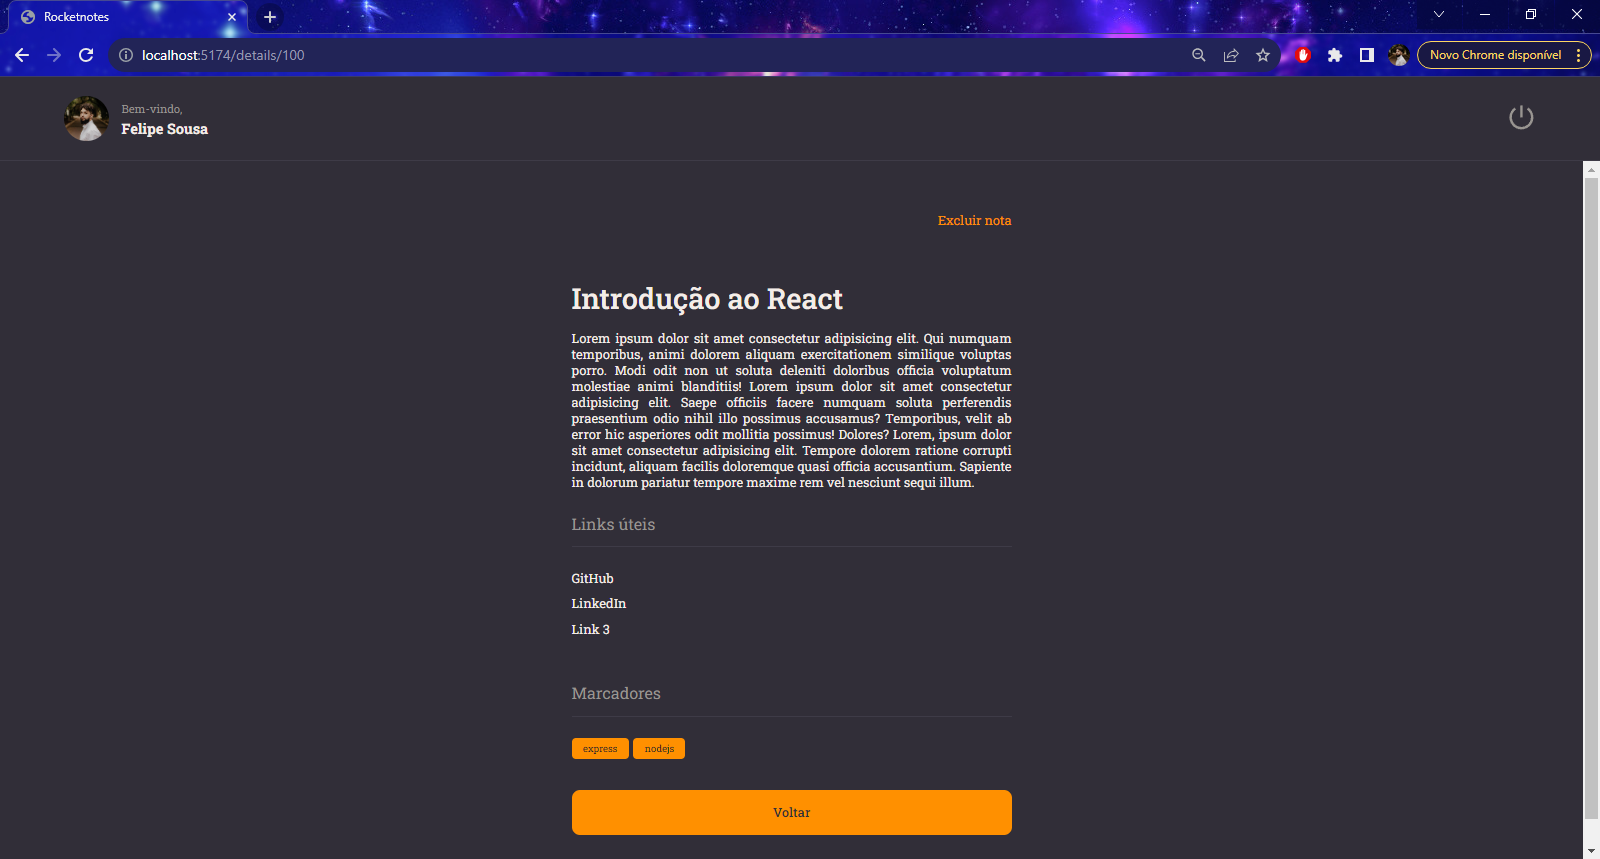 Rocketnotes
localhost:5174/details/100
Novo Chrome disponível
Bem-vindo,
Felipe Sousa
Excluir nota
Introdução ao React
Lorem ipsum dolor sit amet consectetur adipisicing elit. Qui numquam
temporibus, animi dolorem aliquam exercitationem similique voluptas
porro. Modi odit non ut soluta deleniti doloribus officia voluptatum
molestiae animi blanditiis! Lorem ipsum dolor sit amet consectetur
adipisicing elit. Saepe officiis facere numquam soluta perferendis
praesentium odio nihil illo possimus accusamus? Temporibus, velit ab
error hic asperiores odit mollitia possimus! Dolores? Lorem, ipsum dolor
sit amet consectetur adipisicing elit. Tempore dolorem ratione corrupti
incidunt, aliquam facilis doloremque quasi officia accusantium. Sapiente
in dolorum pariatur tempore maxime rem vel nesciunt sequi illum.
Links úteis
GitHub
LinkedIn
Link 3
Marcadores
express nodejs
Voltar